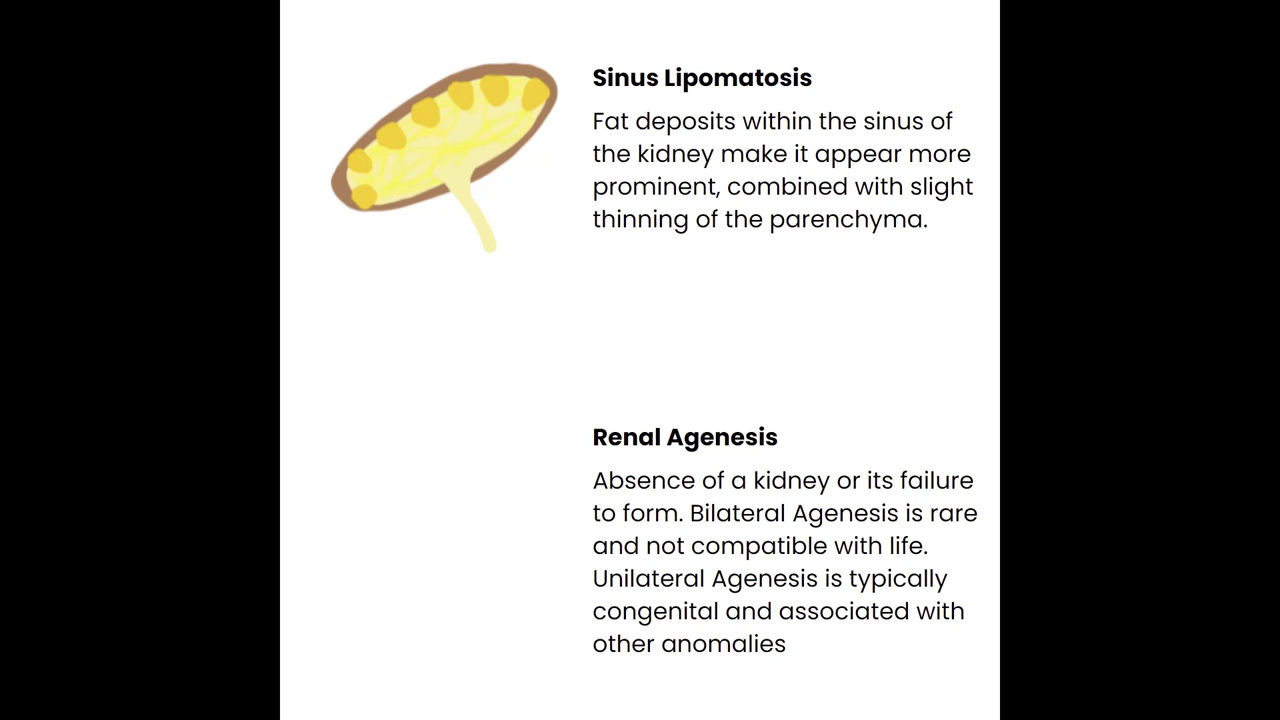 Sinus Lipomatosis
Fat deposits within the sinus of
the kidney make it appear more
prominent, combined with slight
thinning of the parenchyma.
Renal Agenesis
Absence of a kidney or its failure
to form. Bilateral Agenesis is rare
and not compatible with life.
Unilateral Agenesis is typically
congenital and associated with
other anomalies